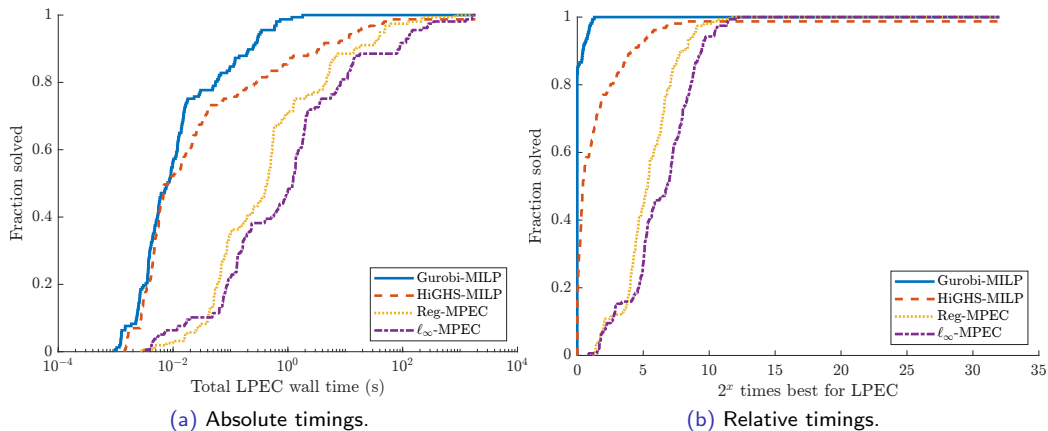 1
0.8
0.6
0.4
0.2
0
Fraction solved
10^-4
10^-2
10^0
10^2
10^4
Total LPEC wall time (s)
Gurobi-MILP
HiGHS-MILP
Reg-MPEC
ℓ∞-MPEC
(a) Absolute timings.
1
0.8
0.6
0.4
0.2
0
Fraction solved
0
5
10
15
20
25
30
35
2^x times best for LPEC
Gurobi-MILP
HiGHS-MILP
Reg-MPEC
ℓ∞-MPEC
(b) Relative timings.